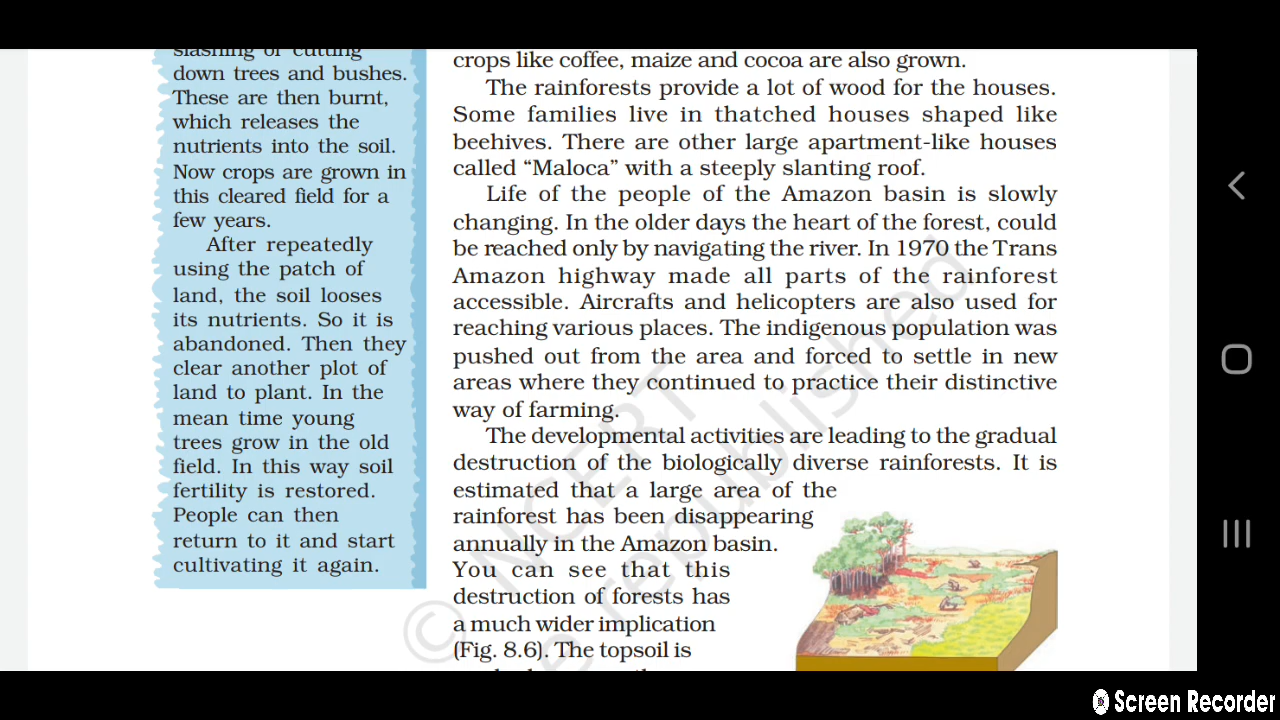 slashing or cutting
down trees and bushes.
These are then burnt,
which releases the
nutrients into the soil.
Now crops are grown in
this cleared field for a
few years.
After repeatedly
using the patch of
land, the soil looses
its nutrients. So it is
abandoned. Then they
clear another plot of
land to plant. In the
mean time young
trees grow in the old
field. In this way soil
fertility is restored.
People can then
return to it and start
cultivating it again.
crops like coffee, maize and cocoa are also grown.
The rainforests provide a lot of wood for the houses.
Some families live in thatched houses shaped like
beehives. There are other large apartment-like houses
called “Maloca” with a steeply slanting roof.
Life of the people of the Amazon basin is slowly
changing. In the older days the heart of the forest, could
be reached only by navigating the river. In 1970 the Trans
Amazon highway made all parts of the rainforest
accessible. Aircrafts and helicopters are also used for
reaching various places. The indigenous population was
pushed out from the area and forced to settle in new
areas where they continued to practice their distinctive
way of farming.
The developmental activities are leading to the gradual
destruction of the biologically diverse rainforests. It is
estimated that a large area of the
rainforest has been disappearing
annually in the Amazon basin.
You can see that this
destruction of forests has
a much wider implication
(Fig. 8.6). The topsoil is
© NCERT
be republished
Screen Recorder